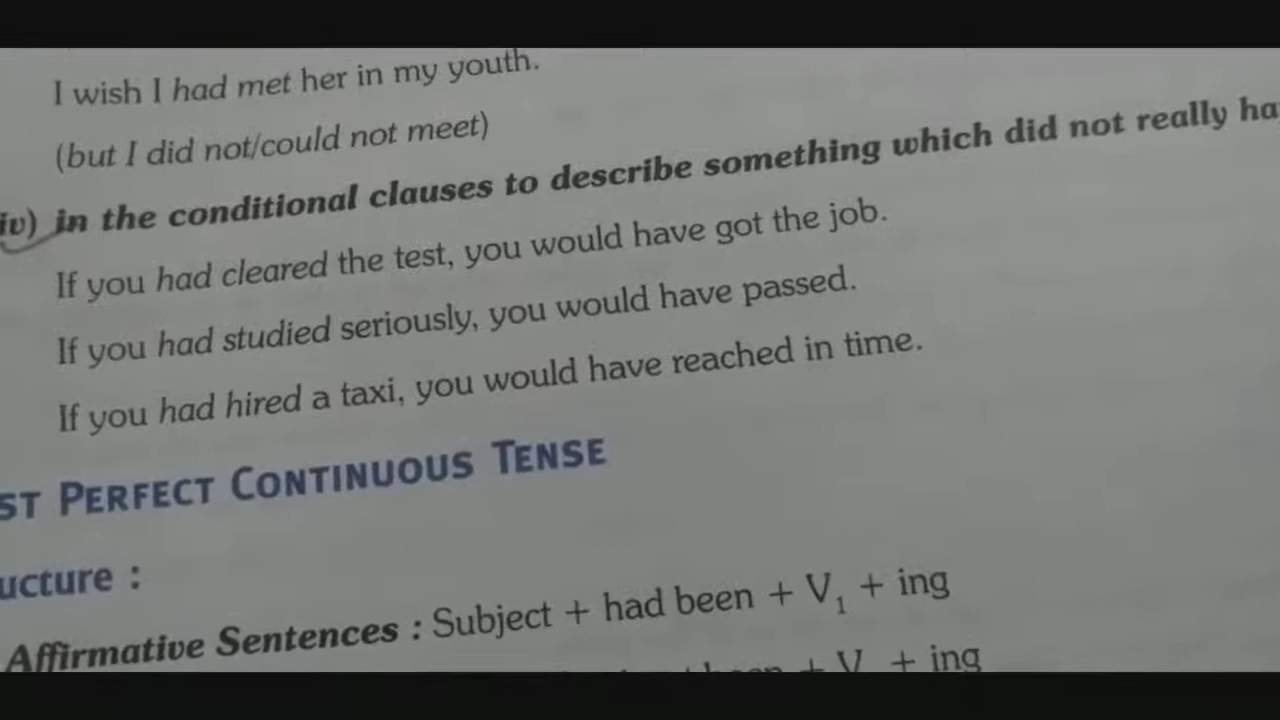 I wish I had met her in my youth.
(but I did not/could not meet)
iv) in the conditional clauses to describe something which did not really ha
If you had cleared the test, you would have got the job.
If you had studied seriously, you would have passed.
If you had hired a taxi, you would have reached in time.
ST PERFECT CONTINUOUS TENSE
ucture :
Affirmative Sentences : Subject + had been + V₁ + ing
been + V + ing